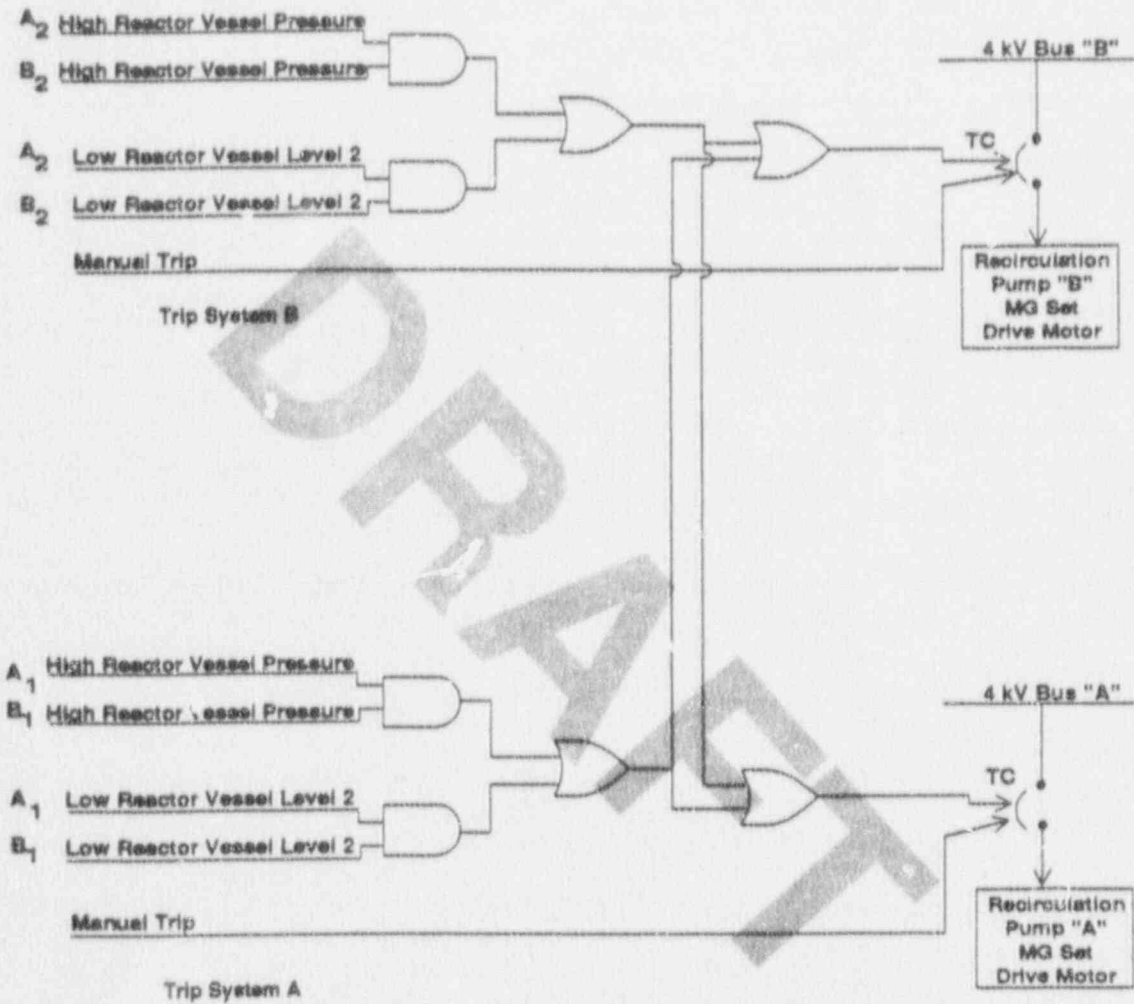 A2 High Reactor Vessel Pressure
B2 High Reactor Vessel Pressure
A2 Low Reactor Vessel Level 2
B2 Low Reactor Vessel Level 2
Manual Trip
Trip System B
4 kV Bus "B"
TC
Recirculation
Pump "B"
MG Set
Drive Motor
DRAFT
A1 High Reactor Vessel Pressure
B1 High Reactor Vessel Pressure
A1 Low Reactor Vessel Level 2
B1 Low Reactor Vessel Level 2
Manual Trip
Trip System A
4 kV Bus "A"
TC
Recirculation
Pump "A"
MG Set
Drive Motor